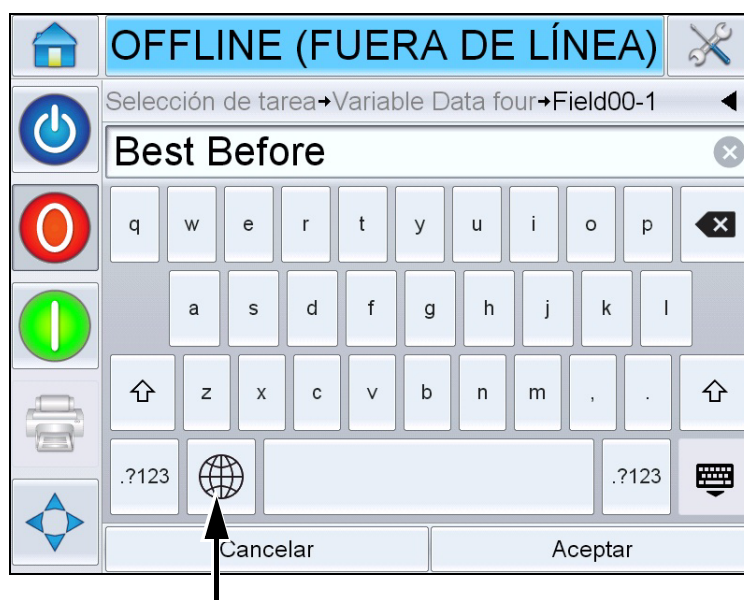 OFFLINE (FUERA DE LÍNEA)
Selección de tarea→Variable Data four→Field00-1
Best Before
q w e r t y u i o p
a s d f g h j k l
z x c v b n m , .
.?123 .?123
Cancelar Aceptar